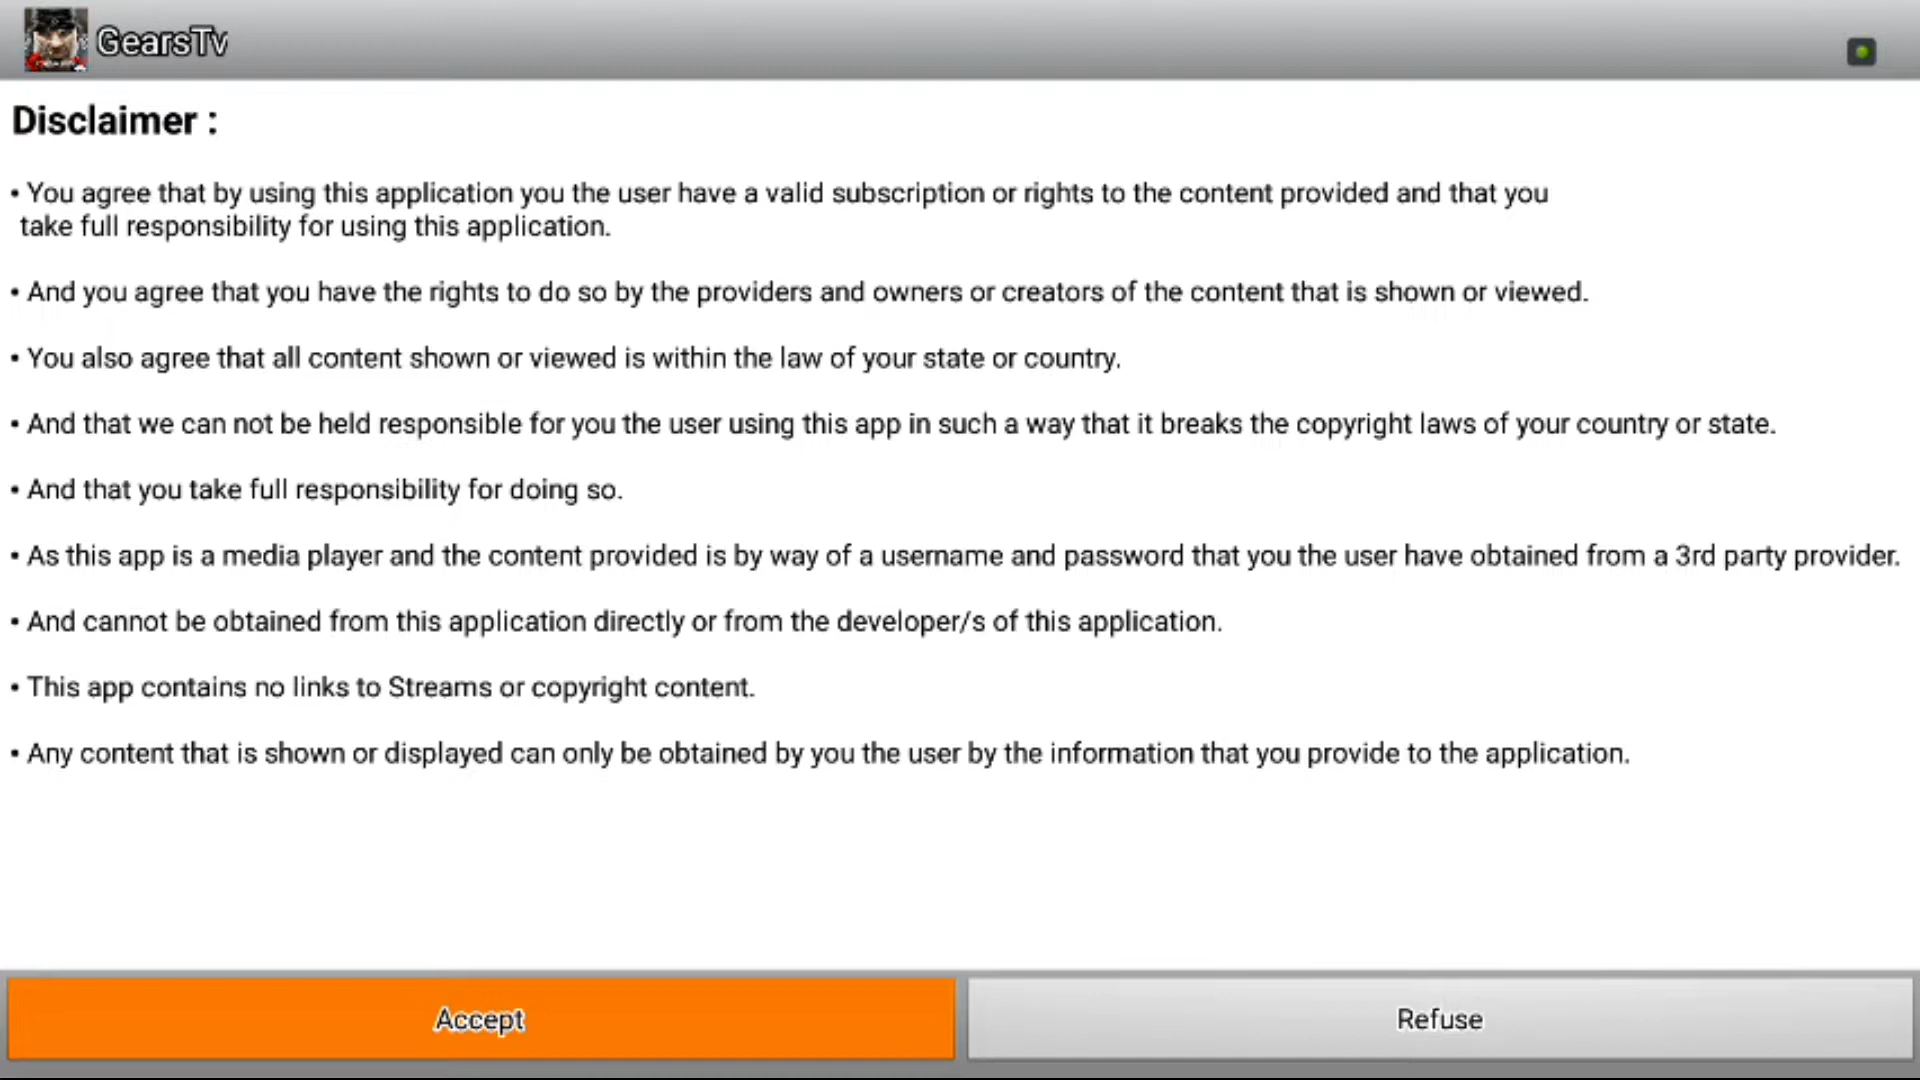 GearsTv
Disclaimer :
• You agree that by using this application you the user have a valid subscription or rights to the content provided and that you
take full responsibility for using this application.
• And you agree that you have the rights to do so by the providers and owners or creators of the content that is shown or viewed.
• You also agree that all content shown or viewed is within the law of your state or country.
• And that we can not be held responsible for you the user using this app in such a way that it breaks the copyright laws of your country or state.
• And that you take full responsibility for doing so.
• As this app is a media player and the content provided is by way of a username and password that you the user have obtained from a 3rd party provider.
• And cannot be obtained from this application directly or from the developer/s of this application.
• This app contains no links to Streams or copyright content.
• Any content that is shown or displayed can only be obtained by you the user by the information that you provide to the application.
Accept
Refuse